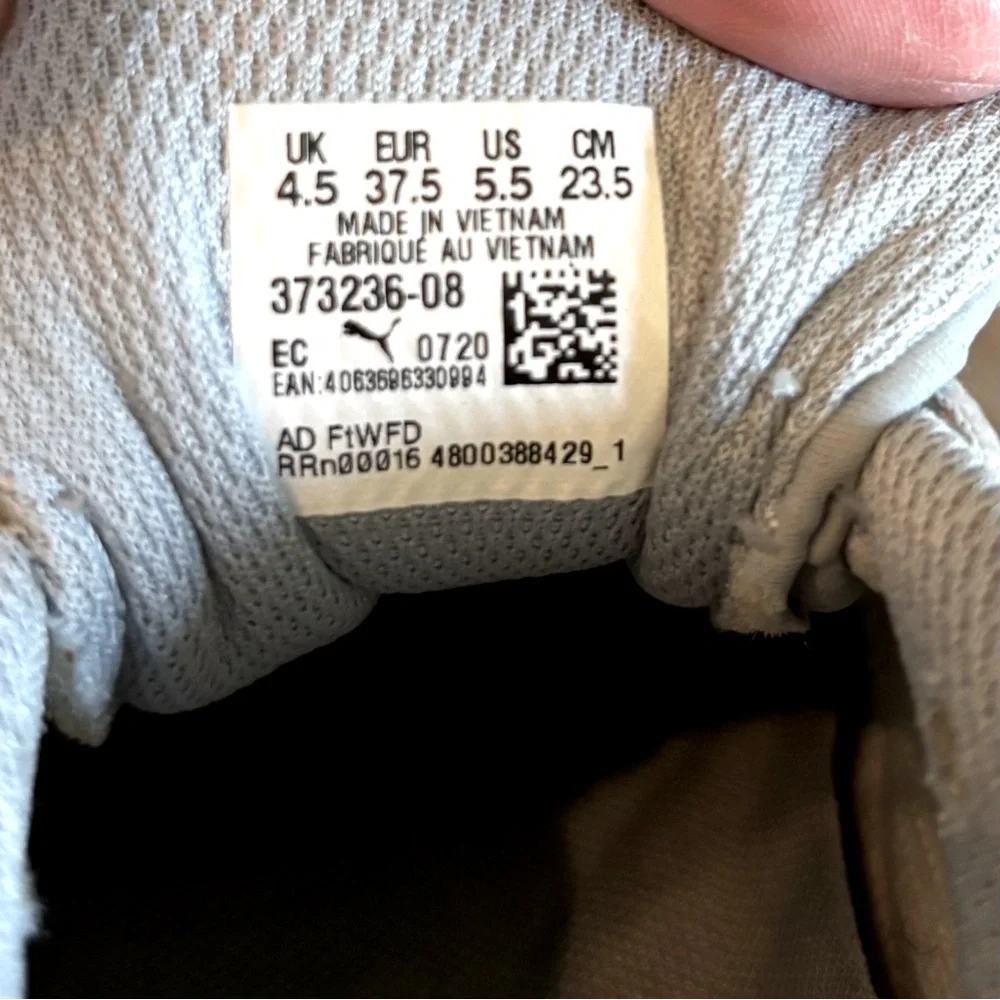 UK EUR US CM
4.5 37.5 5.5 23.5
MADE IN VIETNAM
FABRIQUÉ AU VIETNAM
373236-08
EC 0720
EAN:4063696330994
AD FtWFD
RRn00016 4800388429_1